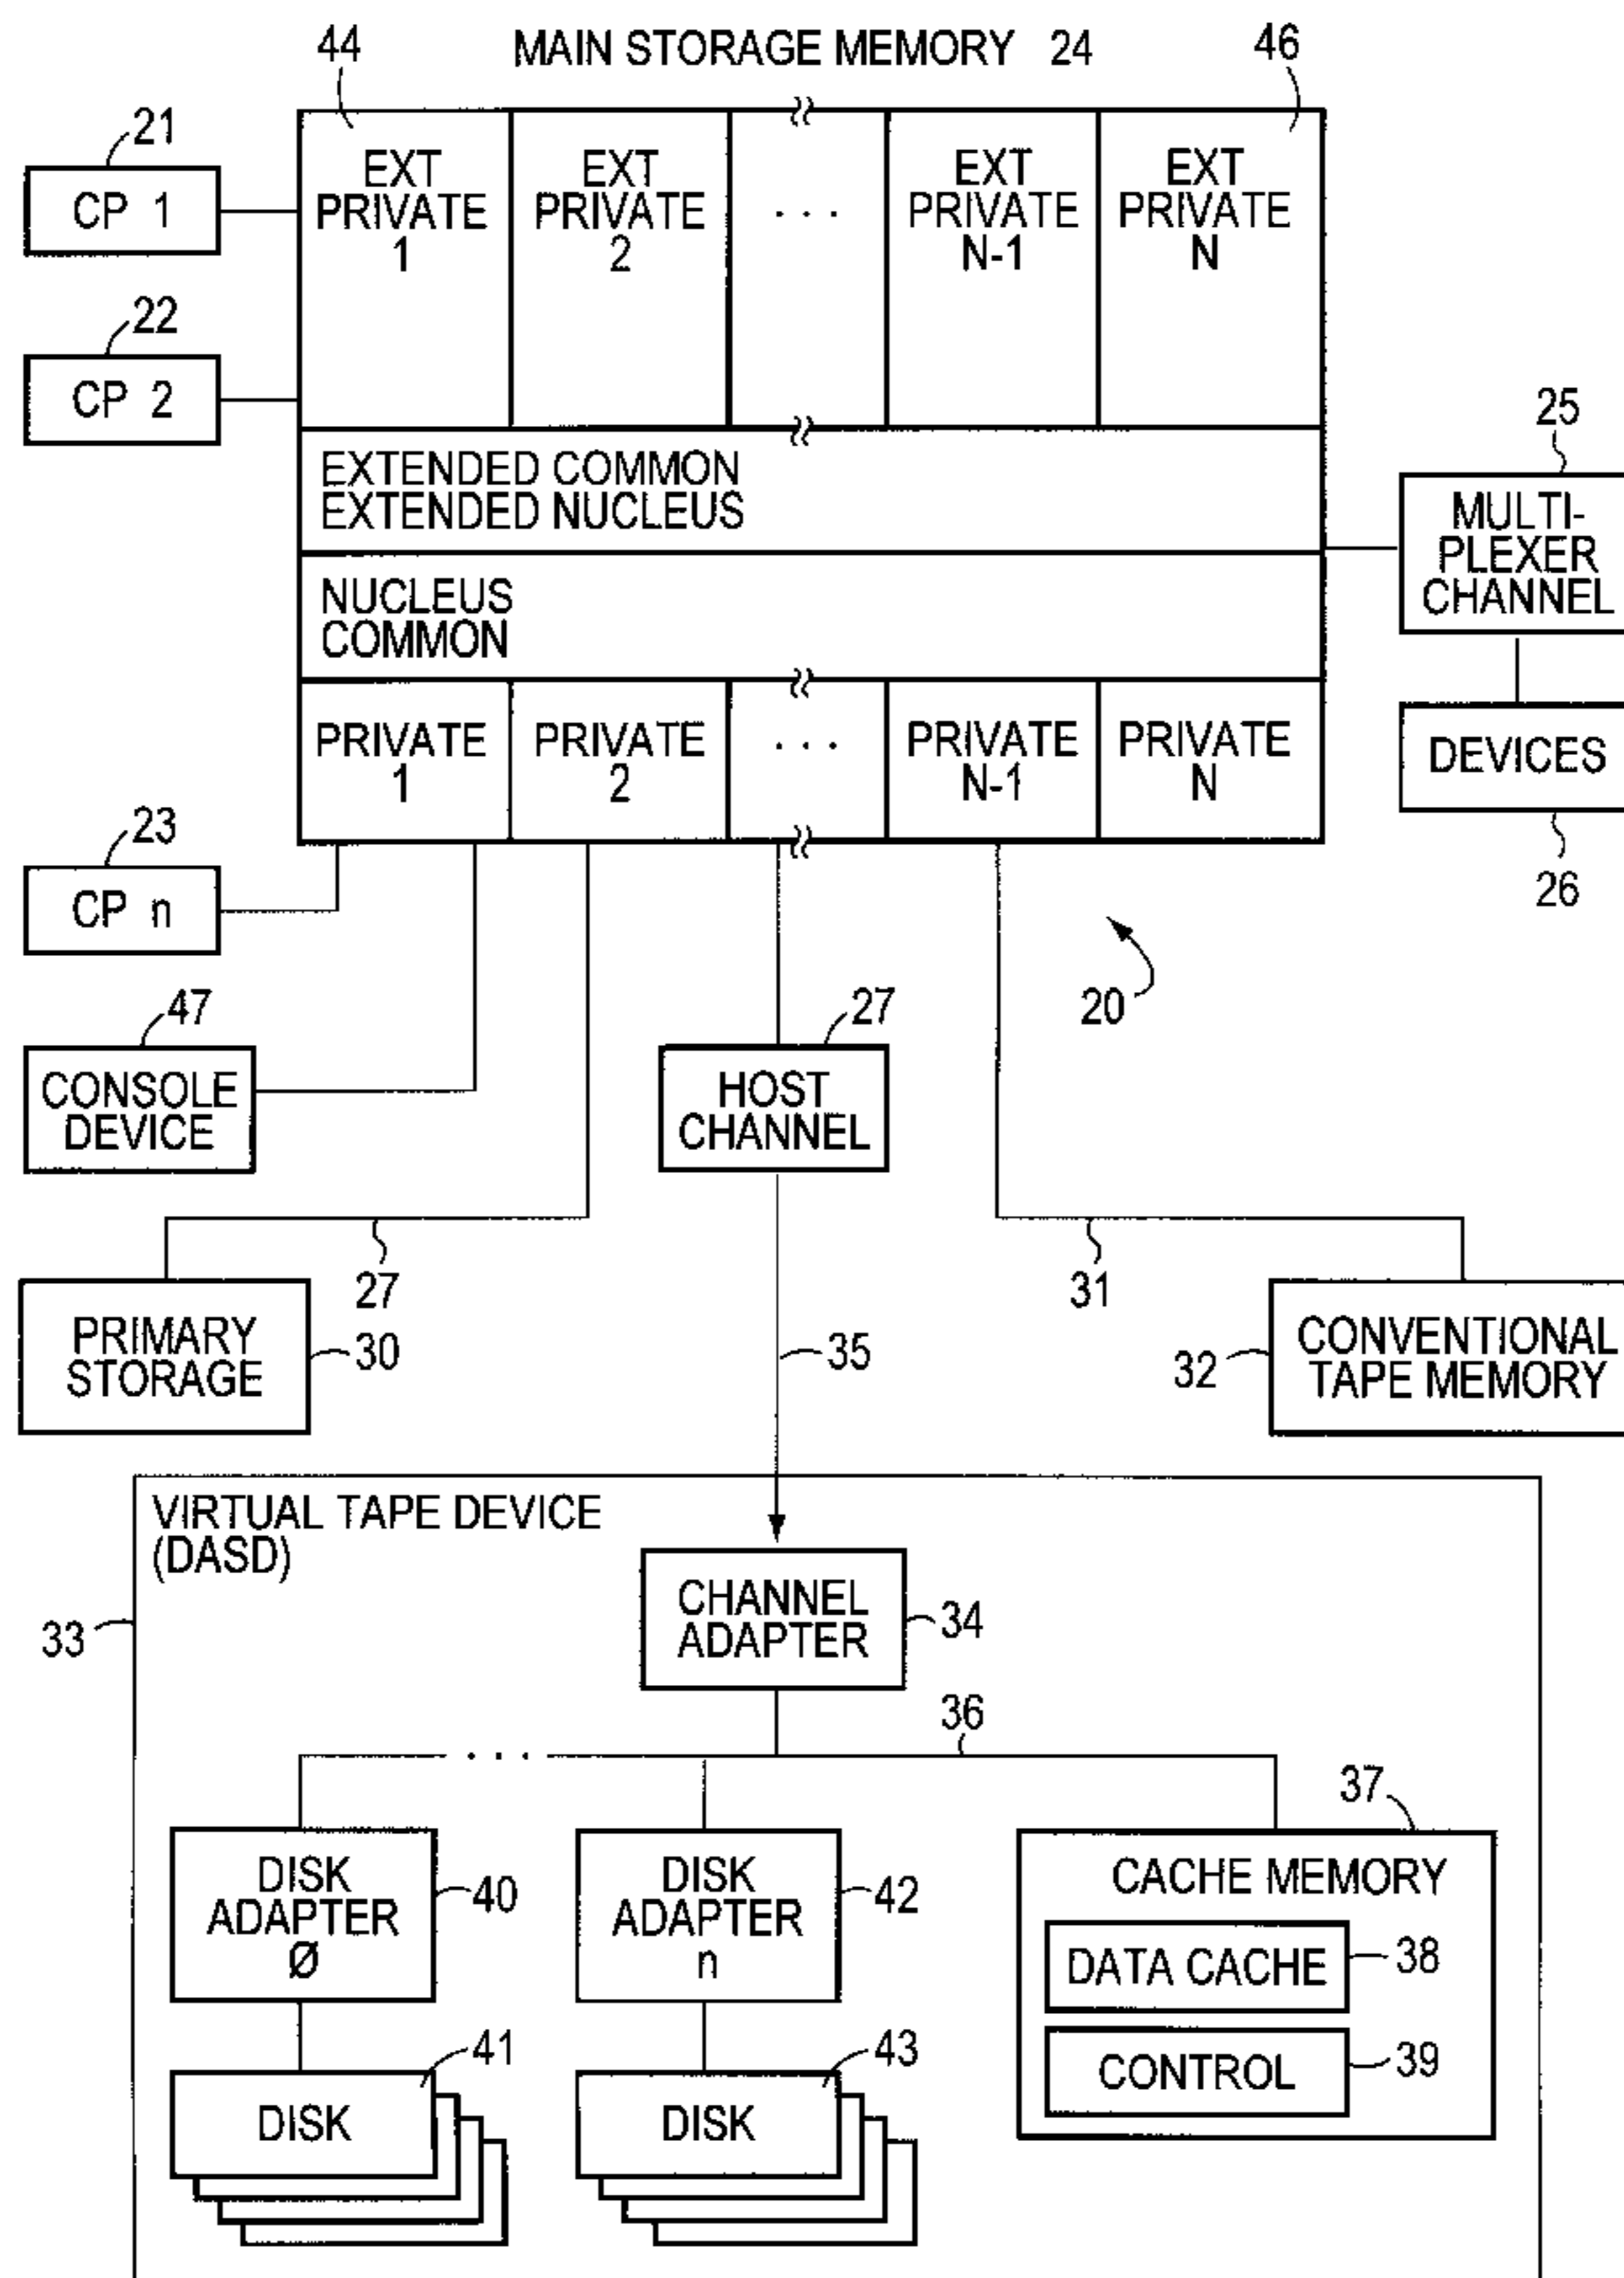 44
MAIN STORAGE MEMORY 24
46
21
CP 1
EXT
PRIVATE
1
EXT
PRIVATE
2
. . .
EXT
PRIVATE
N-1
EXT
PRIVATE
N
22
CP 2
25
EXTENDED COMMON
EXTENDED NUCLEUS
MULTI-
PLEXER
CHANNEL
NUCLEUS
COMMON
PRIVATE
1
PRIVATE
2
. . .
PRIVATE
N-1
PRIVATE
N
DEVICES
26
23
CP n
20
47
CONSOLE
DEVICE
27
HOST
CHANNEL
27
31
PRIMARY
STORAGE
30
35
32
CONVENTIONAL
TAPE MEMORY
VIRTUAL TAPE DEVICE
(DASD)
33
CHANNEL
ADAPTER
34
36
. . .
37
DISK
ADAPTER
Ø
40
DISK
ADAPTER
n
42
CACHE MEMORY
DATA CACHE
38
CONTROL
39
41
DISK
43
DISK